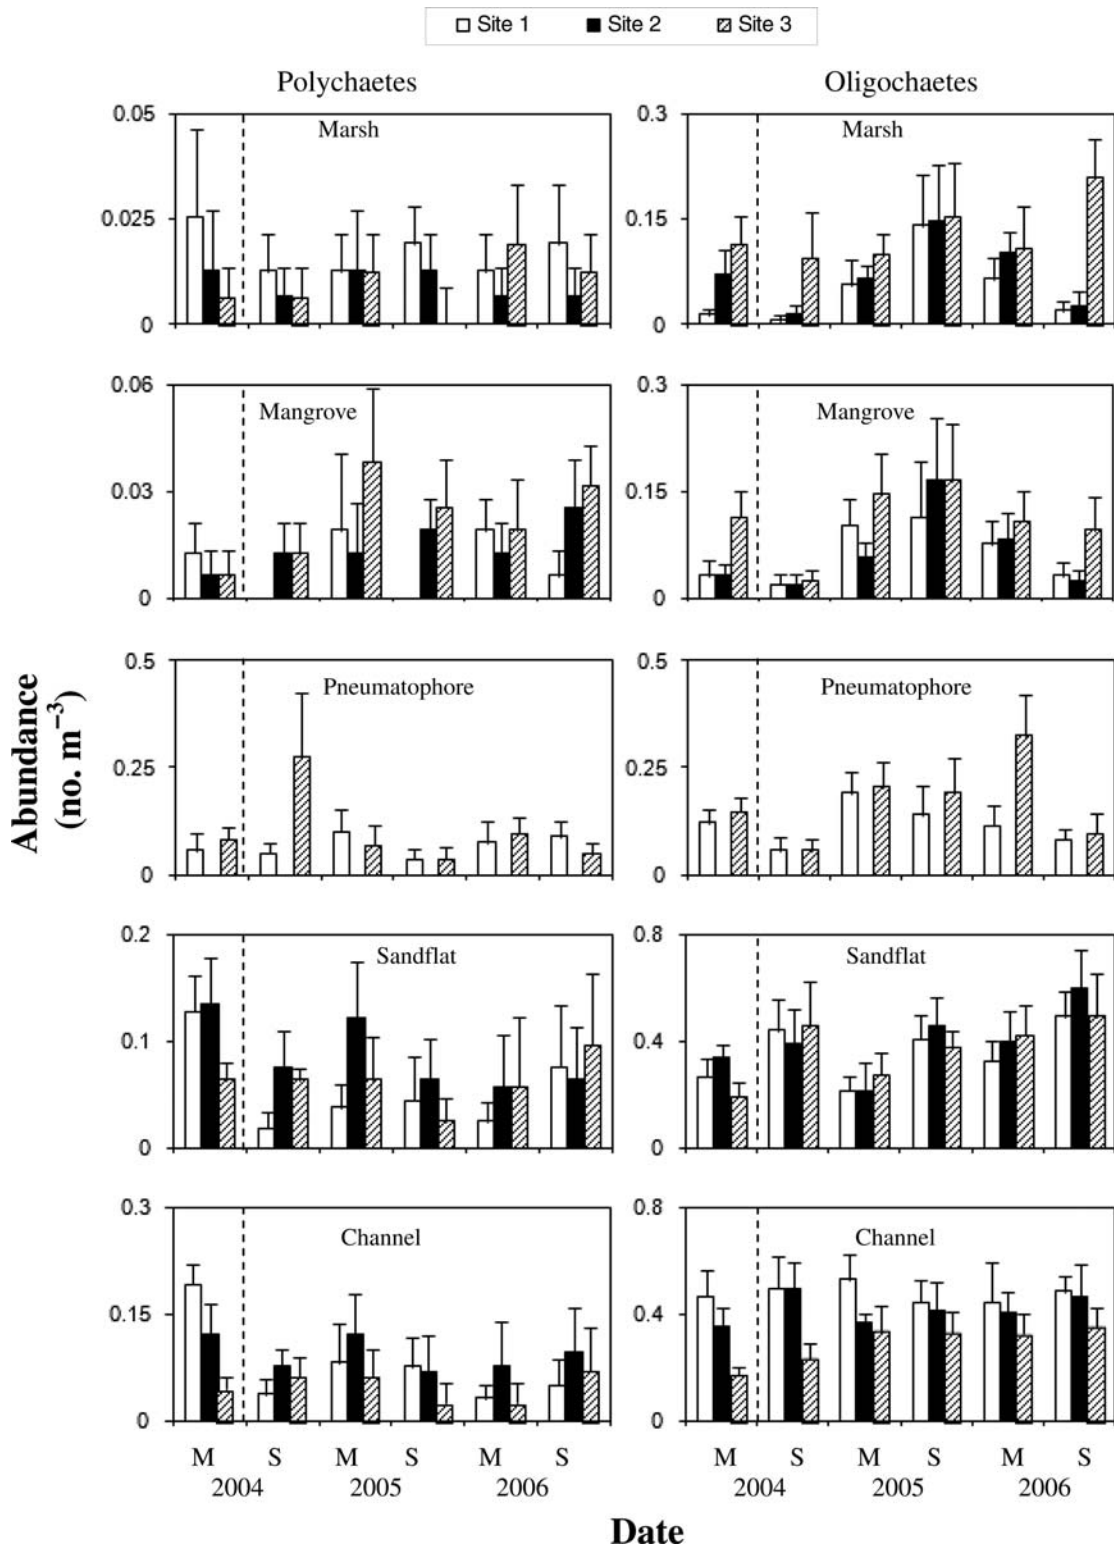 Site 1 Site 2 Site 3
Polychaetes Oligochaetes
Marsh Marsh
0.05 0.3
0.025 0.15
0 0
Mangrove Mangrove
0.06 0.3
0.03 0.15
0 0
Pneumatophore Pneumatophore
0.5 0.5
0.25 0.25
0 0
Abundance
(no. m⁻³)
Sandflat Sandflat
0.2 0.8
0.1 0.4
0 0
Channel Channel
0.3 0.8
0.15 0.4
0 0
M S M S M S M S M S M S
2004 2005 2006 2004 2005 2006
Date